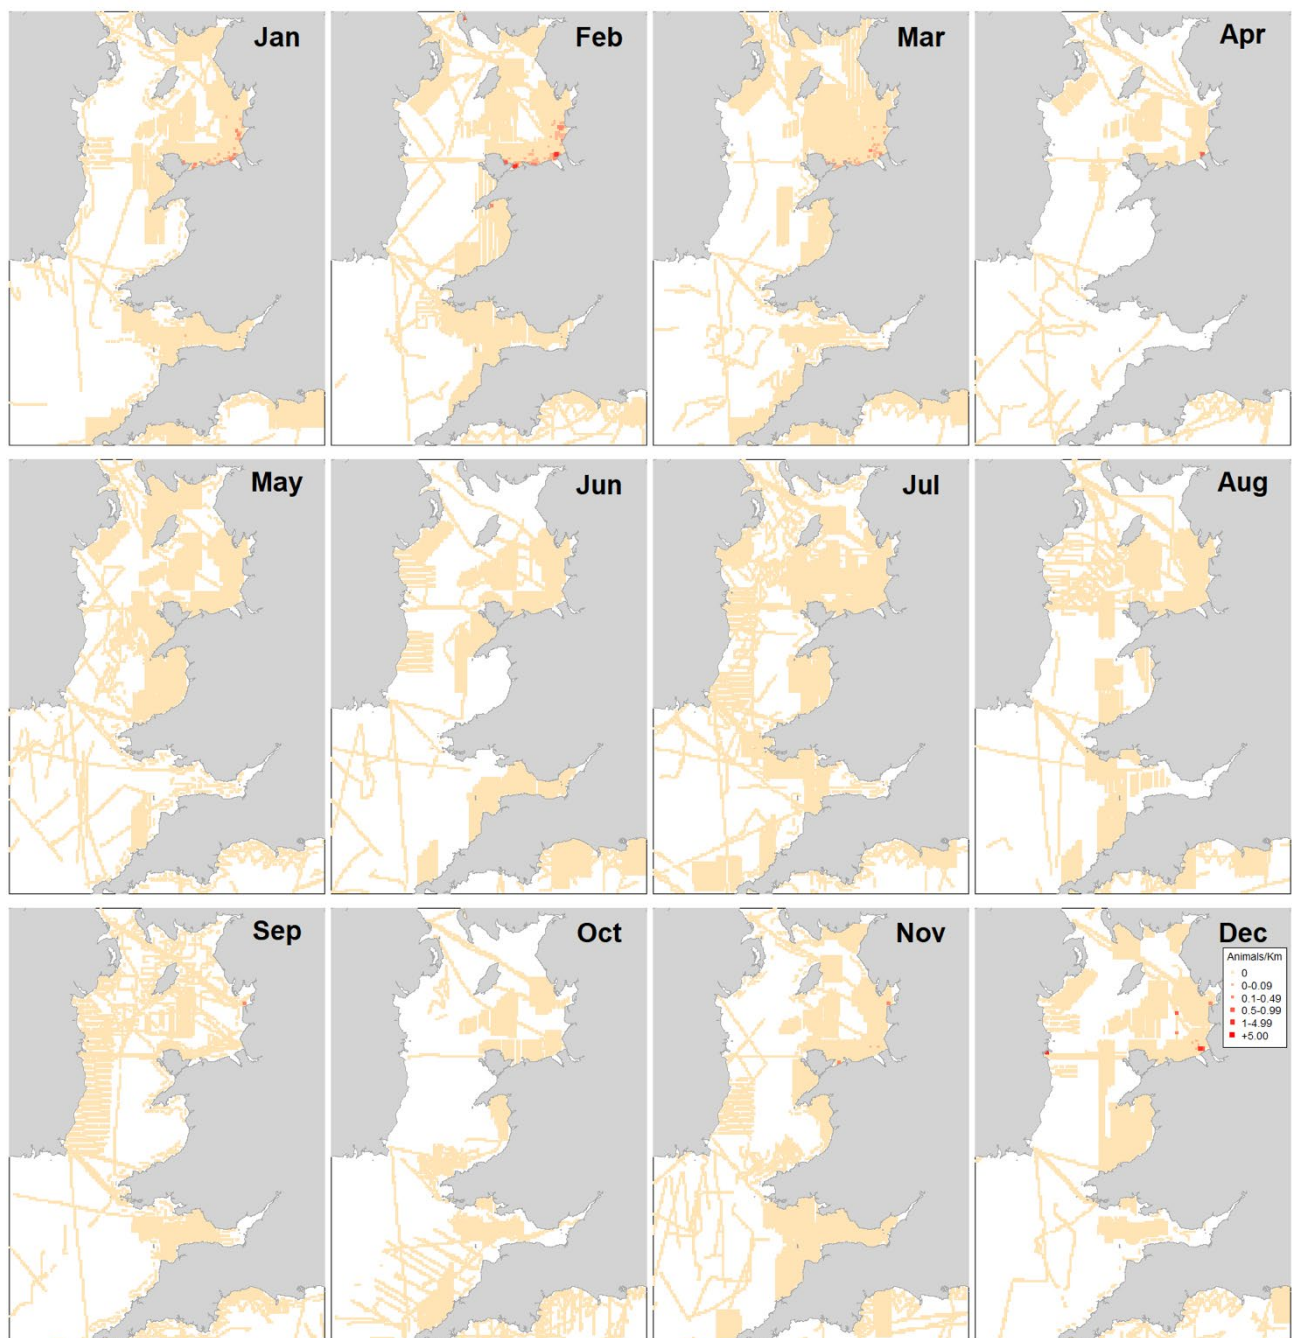 Jan
Feb
Mar
Apr
May
Jun
Jul
Aug
Sep
Oct
Nov
Dec
Animals/Km
0
0-0.09
0.1-0.49
0.5-0.99
1-4.99
+5.00